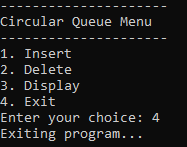 ---------------------
Circular Queue Menu
---------------------
1. Insert
2. Delete
3. Display
4. Exit
Enter your choice: 4
Exiting program...